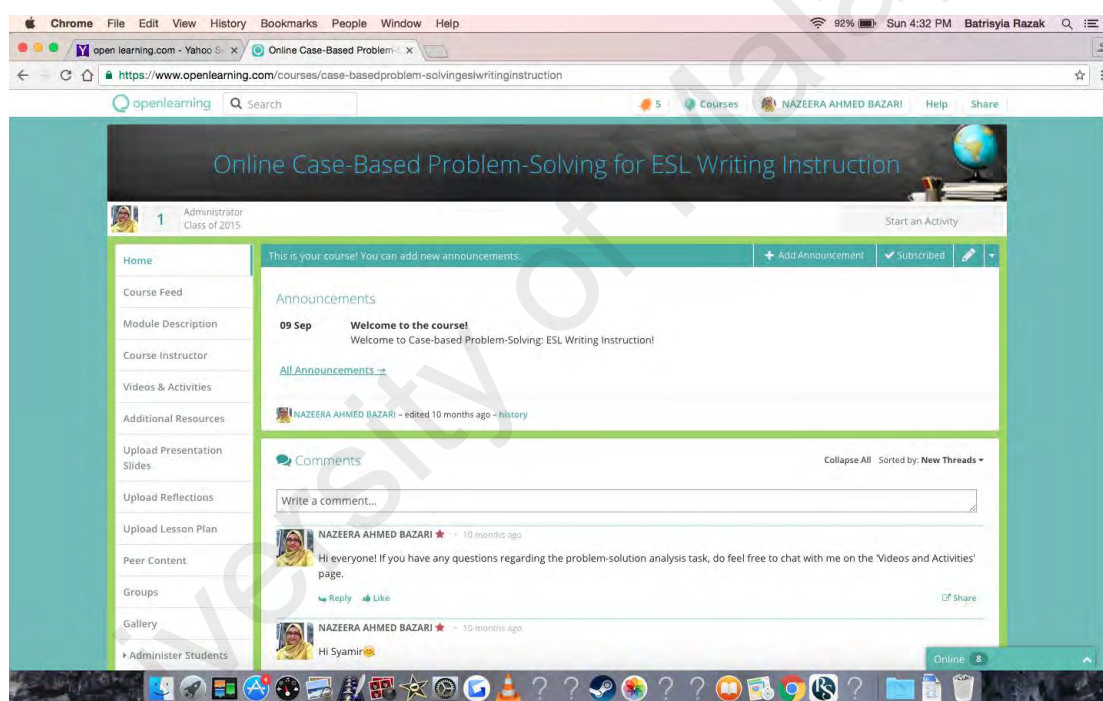 Chrome File Edit View History Bookmarks People Window Help 92% Sun 4:32 PM Batrisyia Razak
open learning.com - Yahoo S Online Case-Based Problem-
https://www.openlearning.com/courses/case-basedproblem-solvingeslwritinginstruction
openlearning Search 5 Courses NAZEERA AHMED BAZARI Help Share
Online Case-Based Problem-Solving for ESL Writing Instruction
1 Administrator
Class of 2015
Start an Activity
Home
Course Feed
Module Description
Course Instructor
Videos & Activities
Additional Resources
Upload Presentation
Slides
Upload Reflections
Upload Lesson Plan
Peer Content
Groups
Gallery
Administer Students
This is your course! You can add new announcements. Add Announcement Subscribed
Announcements
09 Sep Welcome to the course!
Welcome to Case-based Problem-Solving: ESL Writing Instruction!
All Announcements →
NAZEERA AHMED BAZARI – edited 10 months ago – history
Comments Collapse All Sorted by: New Threads
Write a comment...
NAZEERA AHMED BAZARI · 10 months ago
Hi everyone! If you have any questions regarding the problem-solution analysis task, do feel free to chat with me on the 'Videos and Activities'
page.
Reply Like Share
NAZEERA AHMED BAZARI · 10 months ago
Hi Syamir😊
Online 8